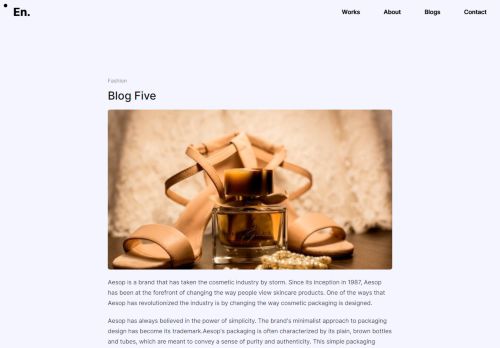 En.
Works
About
Blogs
Contact
Fashion
Blog Five
Aesop is a brand that has taken the cosmetic industry by storm. Since its inception in 1987, Aesop
has been at the forefront of changing the way people view skincare products. One of the ways that
Aesop has revolutionized the industry is by changing the way cosmetic packaging is designed.
Aesop has always believed in the power of simplicity. The brand's minimalist approach to packaging
design has become its trademark.Aesop's packaging is often characterized by its plain, brown bottles
and tubes, which are meant to convey a sense of purity and authenticity. This simple packaging